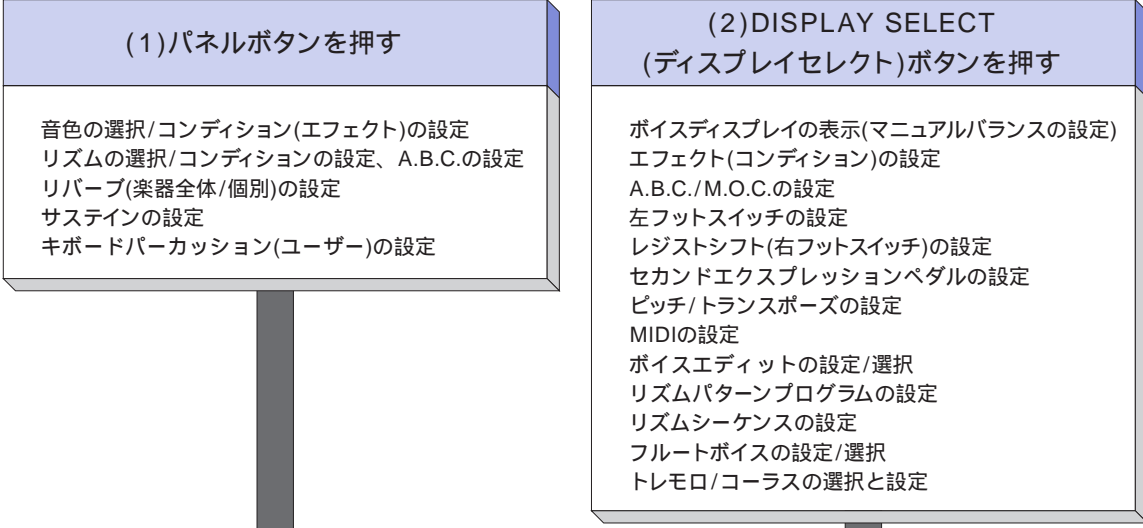 (1)パネルボタンを押す
音色の選択/コンディション(エフェクト)の設定
リズムの選択/コンディションの設定、A.B.C.の設定
リバーブ(楽器全体/個別)の設定
サステインの設定
キボードパーカッション(ユーザー)の設定
(2)DISPLAY SELECT
(ディスプレイセレクト)ボタンを押す
ボイスディスプレイの表示(マニュアルバランスの設定)
エフェクト(コンディション)の設定
A.B.C./M.O.C.の設定
左フットスイッチの設定
レジストシフト(右フットスイッチ)の設定
セカンドエクスプレッションペダルの設定
ピッチ/トランスポーズの設定
MIDIの設定
ボイスエディットの設定/選択
リズムパターンプログラムの設定
リズムシーケンスの設定
フルートボイスの設定/選択
トレモロ/コーラスの選択と設定